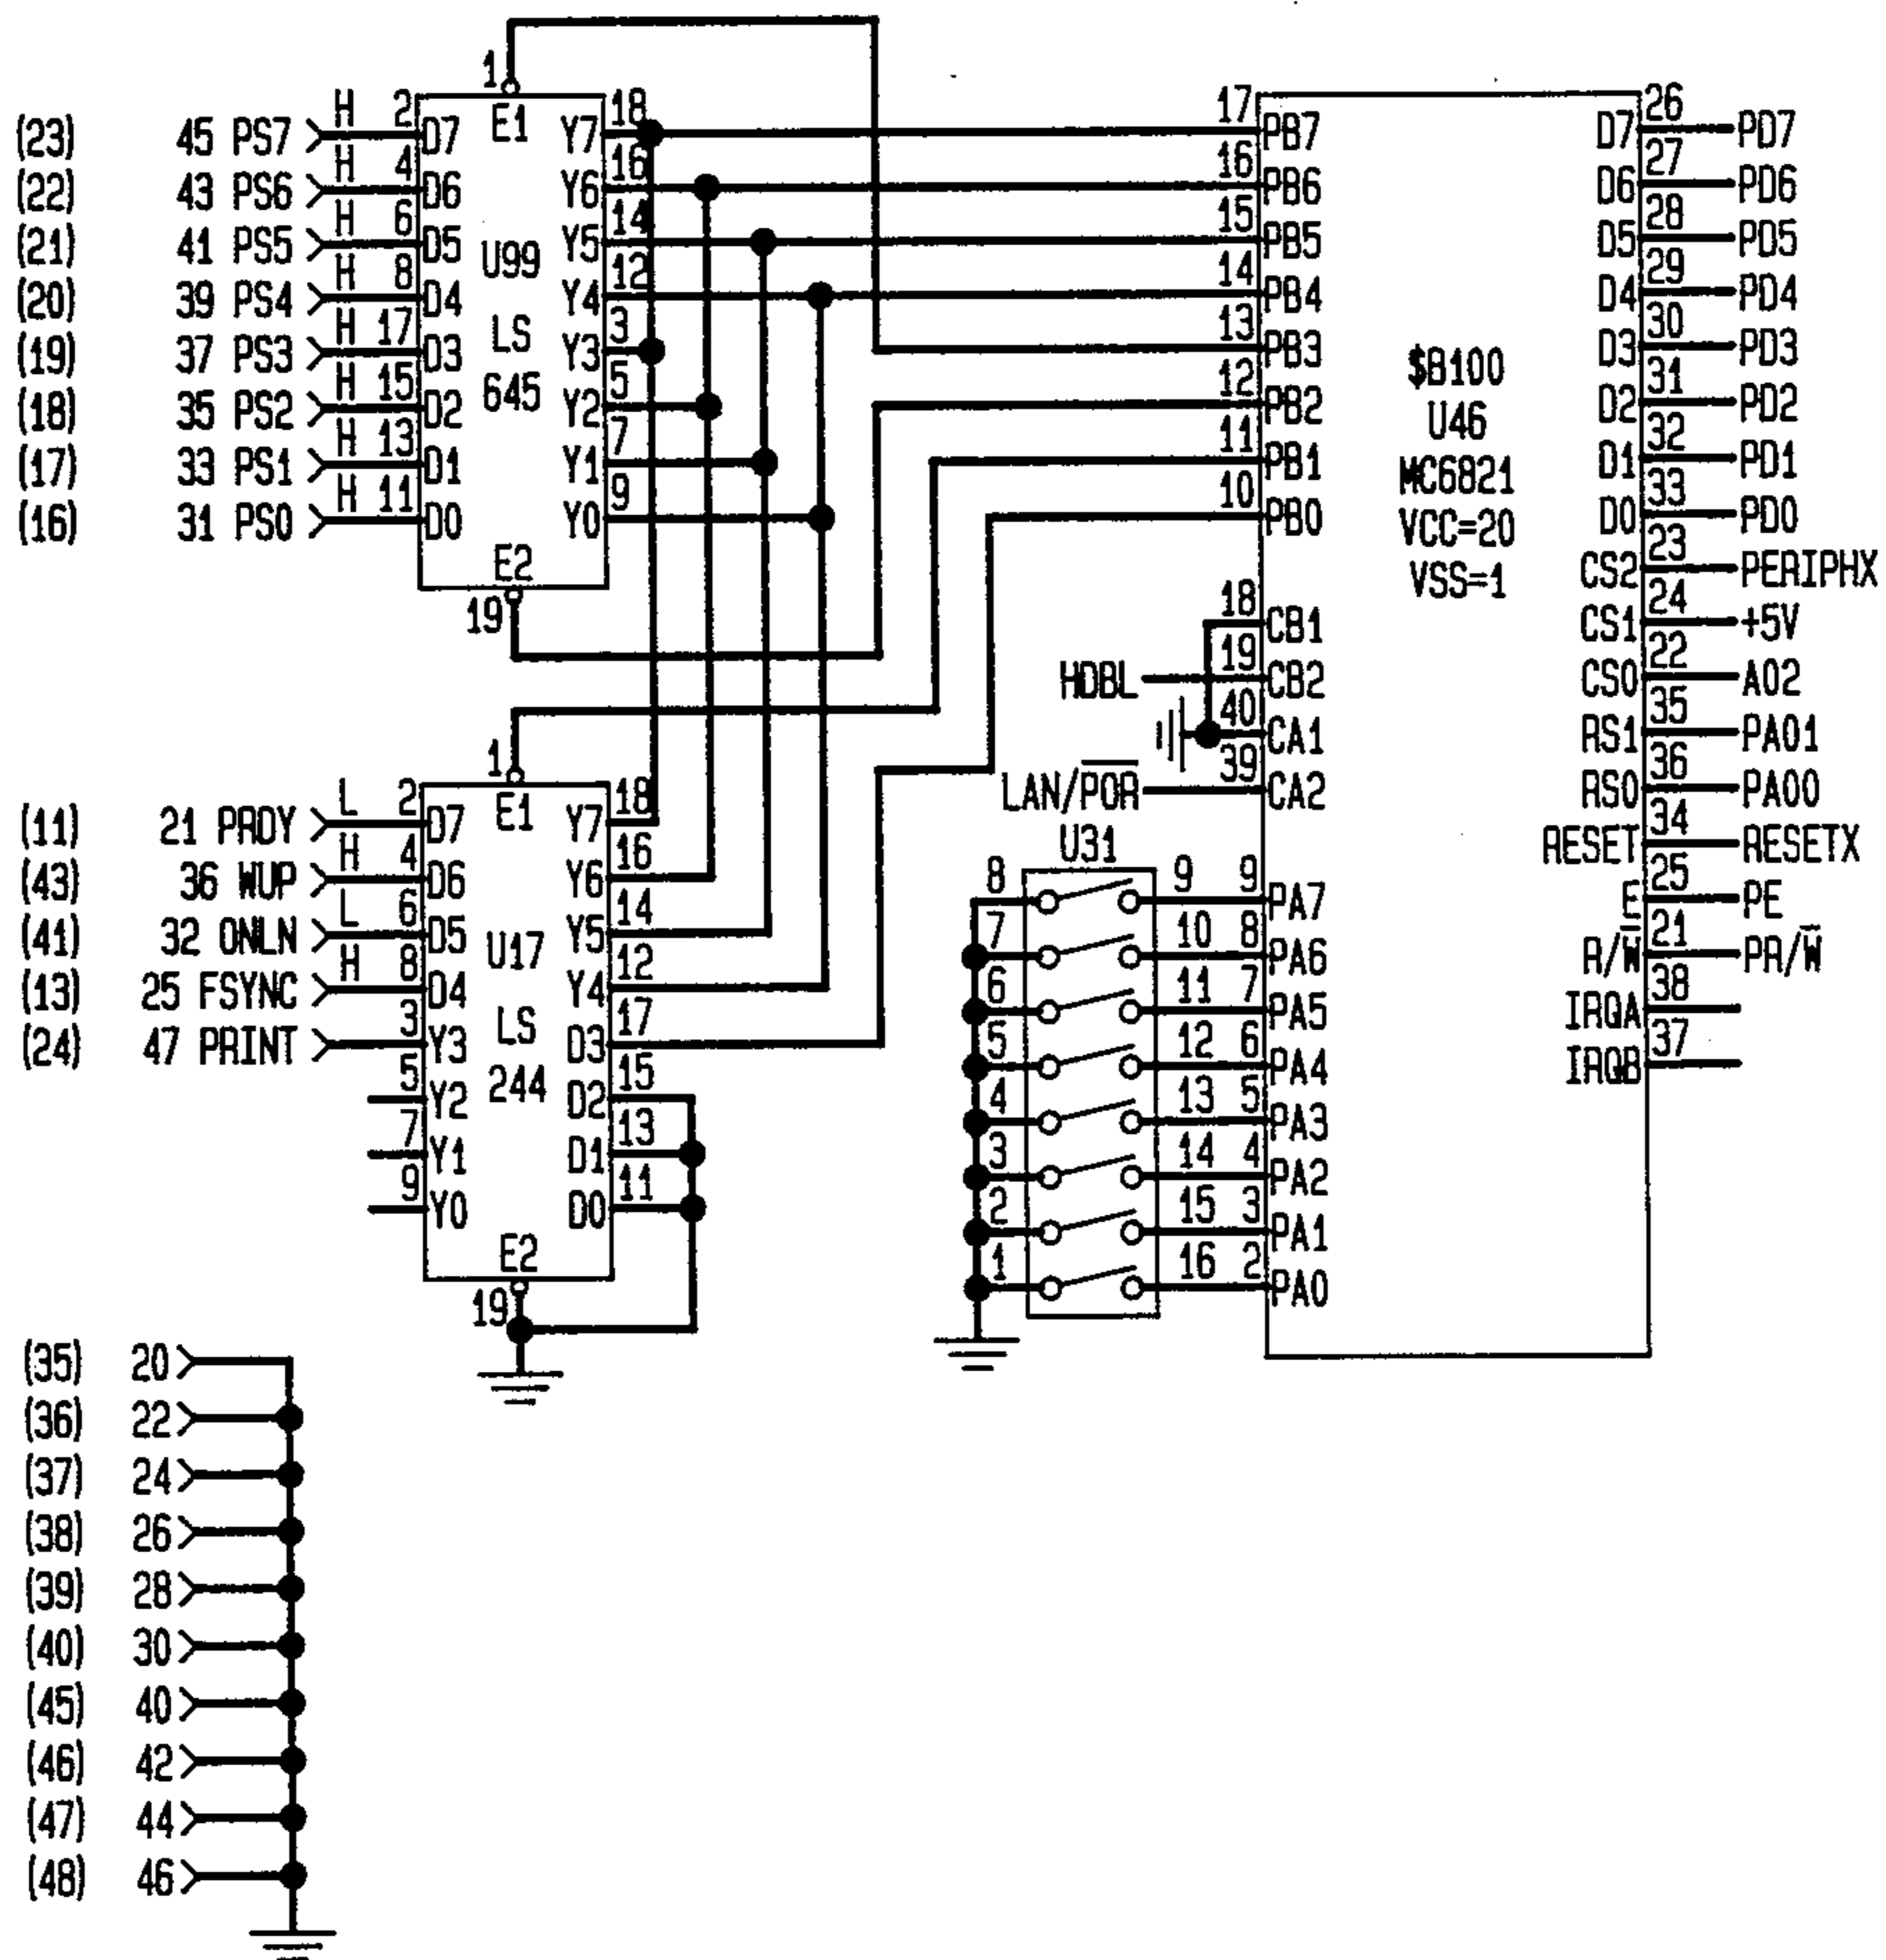 1
(23) 45 PS7 H 2 D7 E1 Y7 18 17 PB7 D7 26 PD7
(22) 43 PS6 H 4 D6 Y6 16 16 PB6 D6 27 PD6
(21) 41 PS5 H 6 D5 U99 Y5 14 15 PB5 D5 28 PD5
(20) 39 PS4 H 8 D4 LS Y4 12 14 PB4 D4 29 PD4
(19) 37 PS3 H 17 D3 645 Y3 3 13 PB3 $B100 D3 30 PD3
(18) 35 PS2 H 15 D2 Y2 5 12 PB2 U46 D2 31 PD2
(17) 33 PS1 H 13 D1 Y1 7 11 PB1 MC6821 D1 32 PD1
(16) 31 PS0 H 11 D0 Y0 9 10 PB0 VCC=20 D0 33 PD0
E2 VSS=1 CS2 23 PERIPHX
19 18 CB1 CS1 24 +5V
HDBL 19 CB2 CS0 22 A02
1 40 CA1 RS1 35 PA01
LAN/P̅O̅R̅ 39 CA2 RS0 36 PA00
(11) 21 PRDY L 2 D7 E1 Y7 18 U31 RESET 34 RESETX
(43) 36 WUP H 4 D6 Y6 16 8 9 9 PA7 E 25 PE
(41) 32 ONLN L 6 D5 U17 Y5 14 7 10 8 PA6 R/W̅ 21 PR/W̅
(13) 25 FSYNC H 8 D4 LS Y4 12 6 11 7 PA5 IRQA 38
(24) 47 PRINT 3 Y3 244 D3 17 5 12 6 PA4 IRQB 37
5 Y2 D2 15 4 13 5 PA3
7 Y1 D1 13 3 14 4 PA2
9 Y0 D0 11 2 15 3 PA1
E2 1 16 2 PA0
19
(35) 20
(36) 22
(37) 24
(38) 26
(39) 28
(40) 30
(45) 40
(46) 42
(47) 44
(48) 46